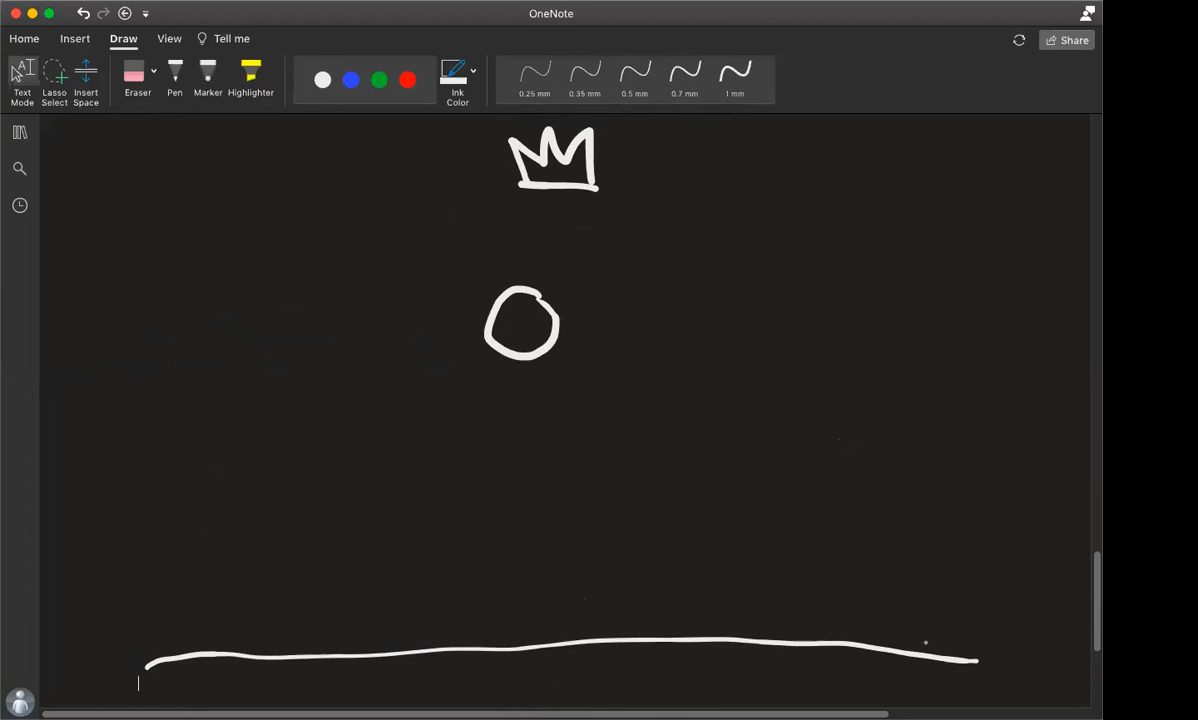 OneNote
Home Insert Draw View Tell me
Share
Text Mode
Lasso Select
Insert Space
Eraser
Pen
Marker
Highlighter
Ink Color
0.25 mm
0.35 mm
0.5 mm
0.7 mm
1 mm